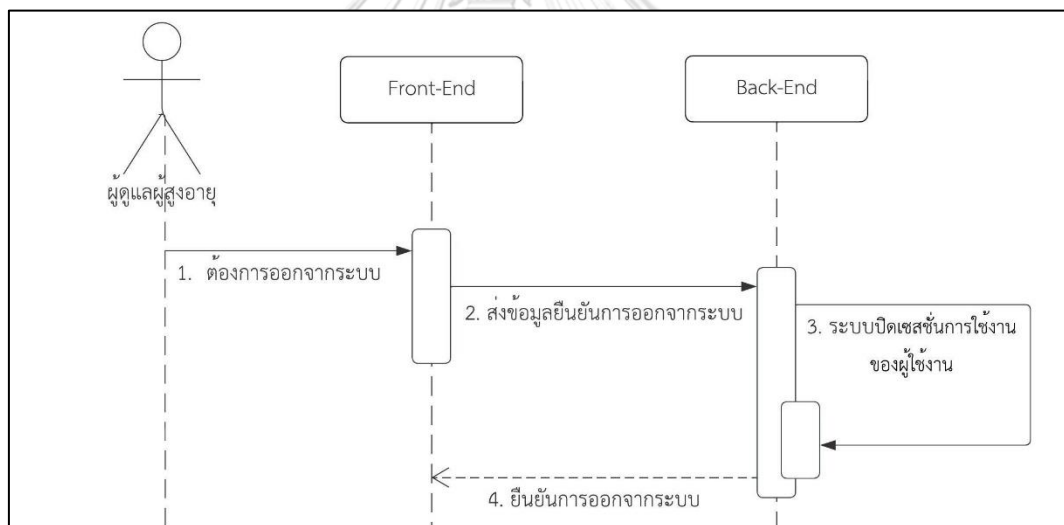 Front-End
Back-End
ผู้ดูแลผู้สูงอายุ
1. ต้องการออกจากระบบ
2. ส่งข้อมูลยืนยันการออกจากระบบ
3. ระบบปิดเซสชั่นการใช้งาน
ของผู้ใช้งาน
4. ยืนยันการออกจากระบบ